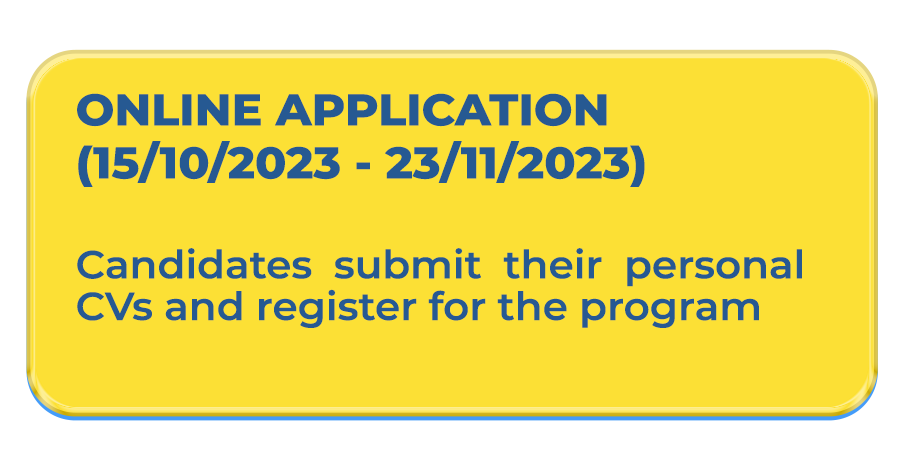 ONLINE APPLICATION
(15/10/2023 - 23/11/2023)
Candidates submit their personal
CVs and register for the program